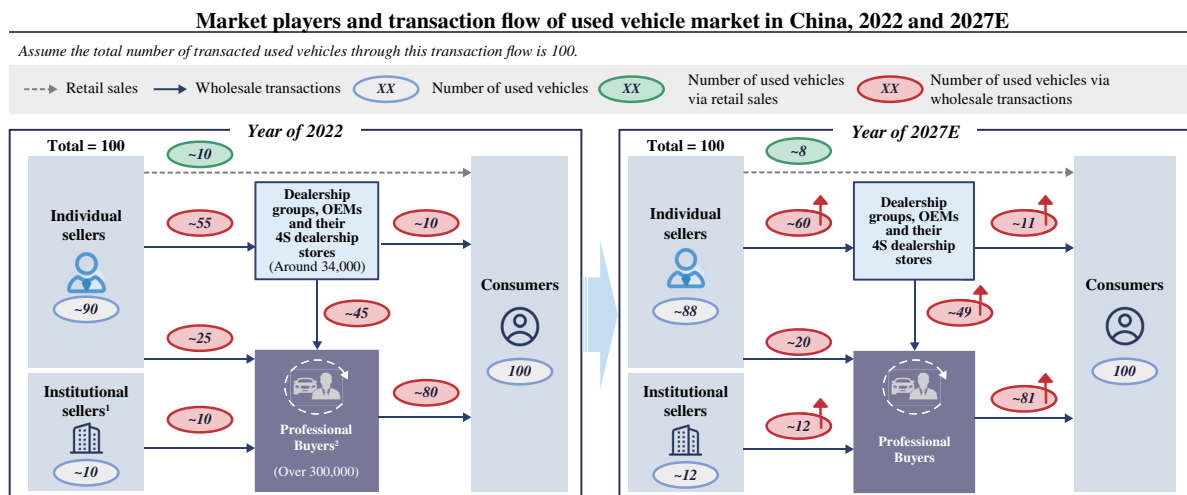 Market players and transaction flow of used vehicle market in China, 2022 and 2027E
Assume the total number of transacted used vehicles through this transaction flow is 100.
Retail sales
Wholesale transactions
XX
Number of used vehicles
XX
Number of used vehicles
via retail sales
XX
Number of used vehicles via
wholesale transactions
Year of 2022
Total = 100
~10
Individual
sellers
~90
~55
Dealership
groups, OEMs
and their
4S dealership
stores
(Around 34,000)
~10
~45
~25
Institutional
sellers¹
~10
~10
Professional
Buyers²
(Over 300,000)
~80
Consumers
100
Year of 2027E
Total = 100
~8
Individual
sellers
~88
~60
Dealership
groups, OEMs
and their
4S dealership
stores
~11
~49
~20
Institutional
sellers
~12
~12
Professional
Buyers
~81
Consumers
100